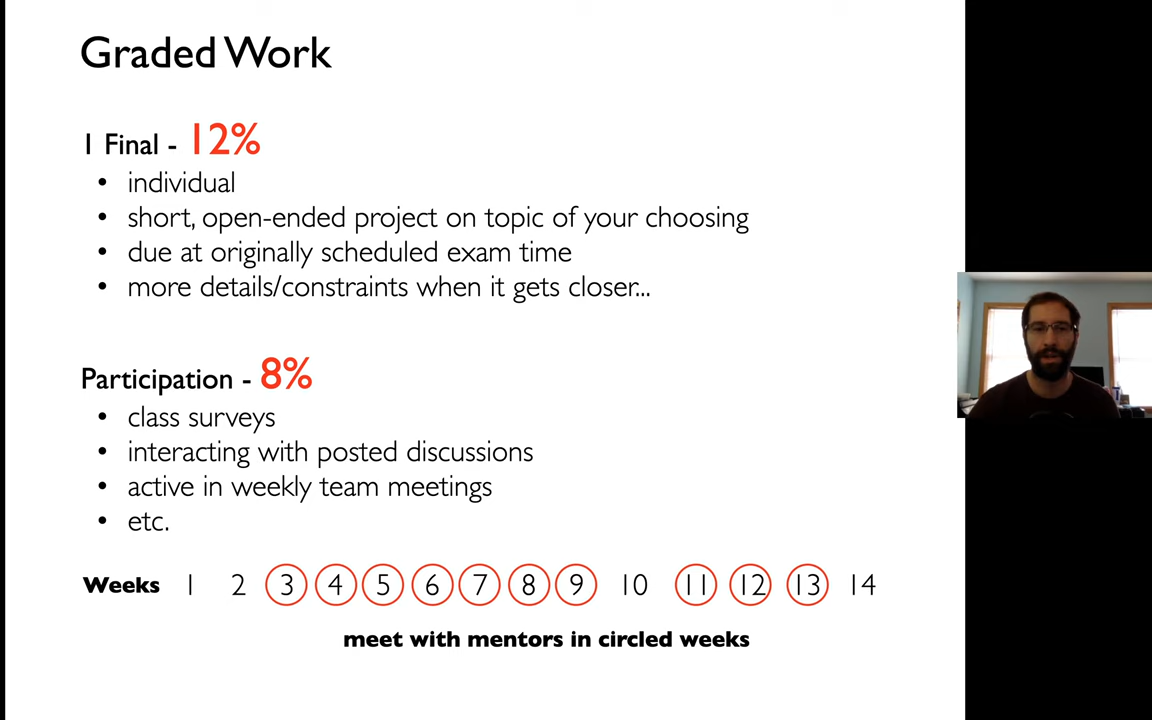 Graded Work
1 Final - 12%
• individual
• short, open-ended project on topic of your choosing
• due at originally scheduled exam time
• more details/constraints when it gets closer...
Participation - 8%
• class surveys
• interacting with posted discussions
• active in weekly team meetings
• etc.
Weeks 1 2 3 4 5 6 7 8 9 10 11 12 13 14
meet with mentors in circled weeks